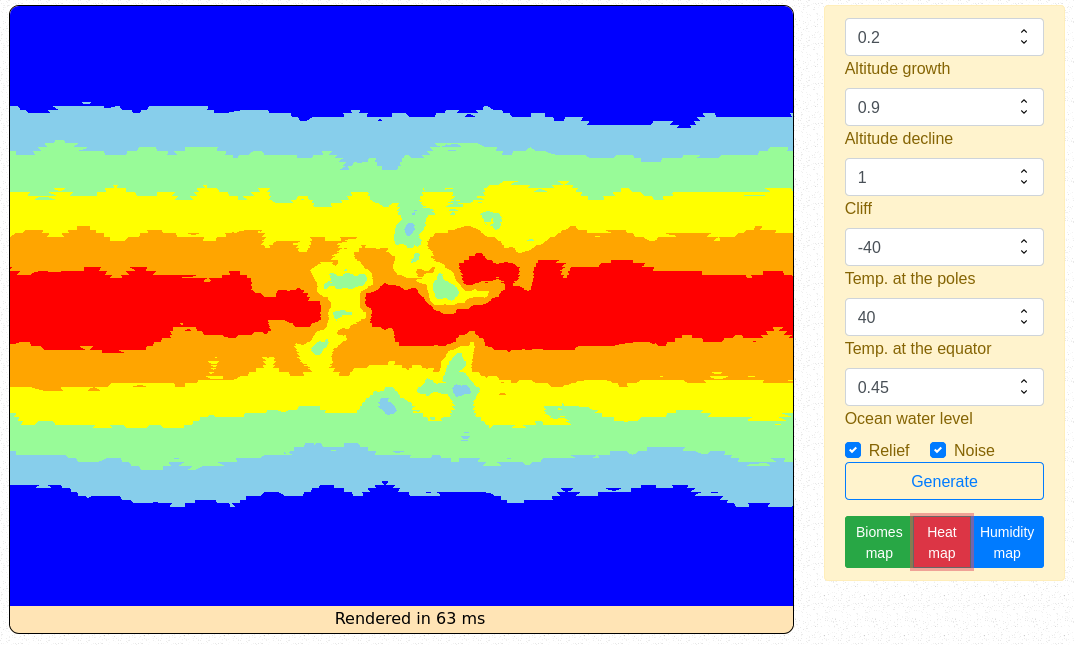 0.2
Altitude growth
0.9
Altitude decline
1
Cliff
-40
Temp. at the poles
40
Temp. at the equator
0.45
Ocean water level
Relief Noise
Generate
Biomes Heat Humidity
map map map
Rendered in 63 ms